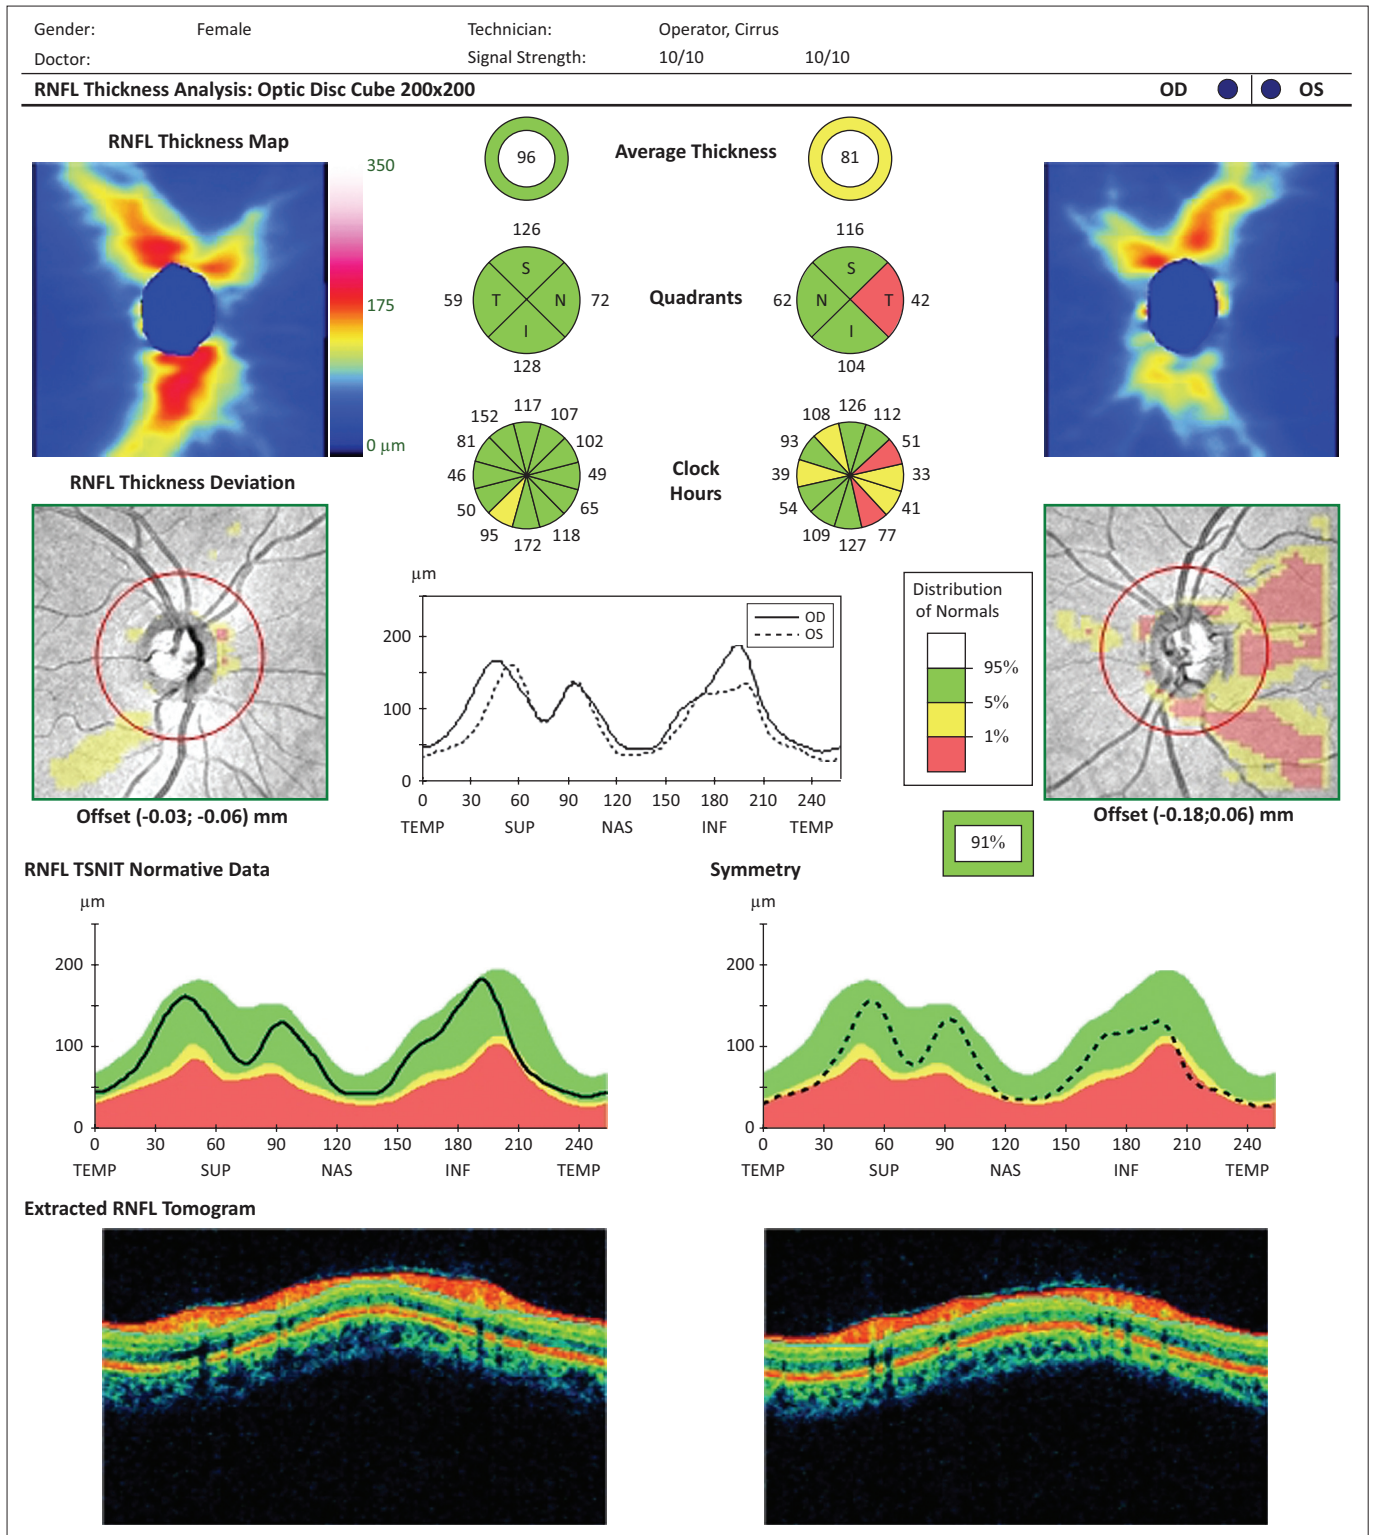 Gender: Female Technician: Operator, Cirrus
Doctor: Signal Strength: 10/10 10/10
RNFL Thickness Analysis: Optic Disc Cube 200x200 OD OS
RNFL Thickness Map
350
175
0 μm
96 Average Thickness 81
126
S
59 T N 72
I
128
Quadrants
116
S
62 N T 42
I
104
152 117 107
81 102
46 49
50 65
95 172 118
Clock
Hours
108 126 112
93 51
39 33
54 41
109 127 77
RNFL Thickness Deviation
Offset (-0.03; -0.06) mm
μm
200
100
0
OD
OS
0 30 60 90 120 150 180 210 240
TEMP SUP NAS INF TEMP
Distribution
of Normals
95%
5%
1%
91%
Offset (-0.18;0.06) mm
RNFL TSNIT Normative Data
μm
200
100
0
0 30 60 90 120 150 180 210 240
TEMP SUP NAS INF TEMP
Symmetry
μm
200
100
0
0 30 60 90 120 150 180 210 240
TEMP SUP NAS INF TEMP
Extracted RNFL Tomogram